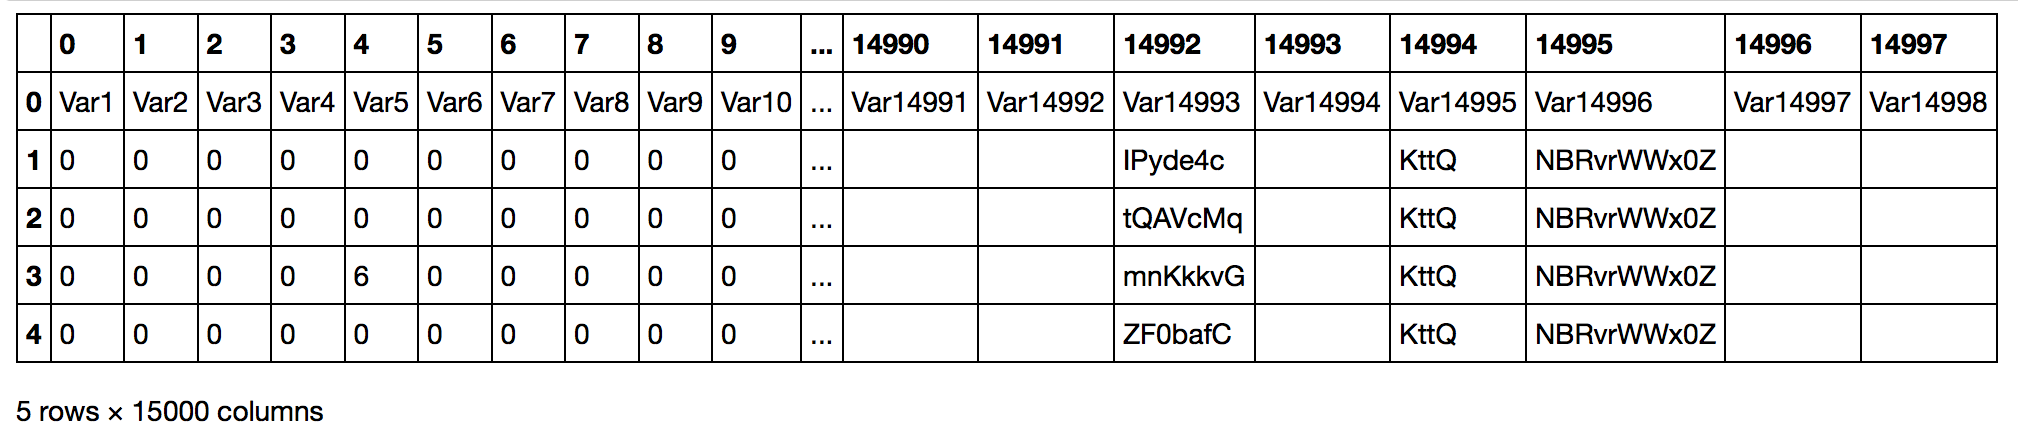 0 1 2 3 4 5 6 7 8 9 ... 14990 14991 14992 14993 14994 14995 14996 14997
0 Var1 Var2 Var3 Var4 Var5 Var6 Var7 Var8 Var9 Var10 ... Var14991 Var14992 Var14993 Var14994 Var14995 Var14996 Var14997 Var14998
1 0 0 0 0 0 0 0 0 0 0 ... IPyde4c KttQ NBRvrWWx0Z
2 0 0 0 0 0 0 0 0 0 0 ... tQAVcMq KttQ NBRvrWWx0Z
3 0 0 0 0 6 0 0 0 0 0 ... mnKkkvG KttQ NBRvrWWx0Z
4 0 0 0 0 0 0 0 0 0 0 ... ZF0bafC KttQ NBRvrWWx0Z
5 rows × 15000 columns